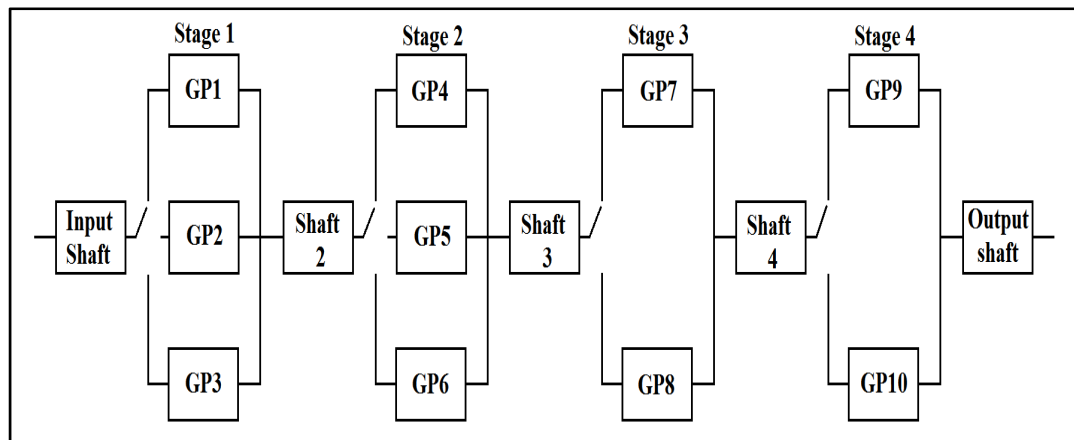 Stage 1
Stage 2
Stage 3
Stage 4
GP1
GP4
GP7
GP9
Input
Shaft
GP2
Shaft
2
GP5
Shaft
3
Shaft
4
Output
shaft
GP3
GP6
GP8
GP10